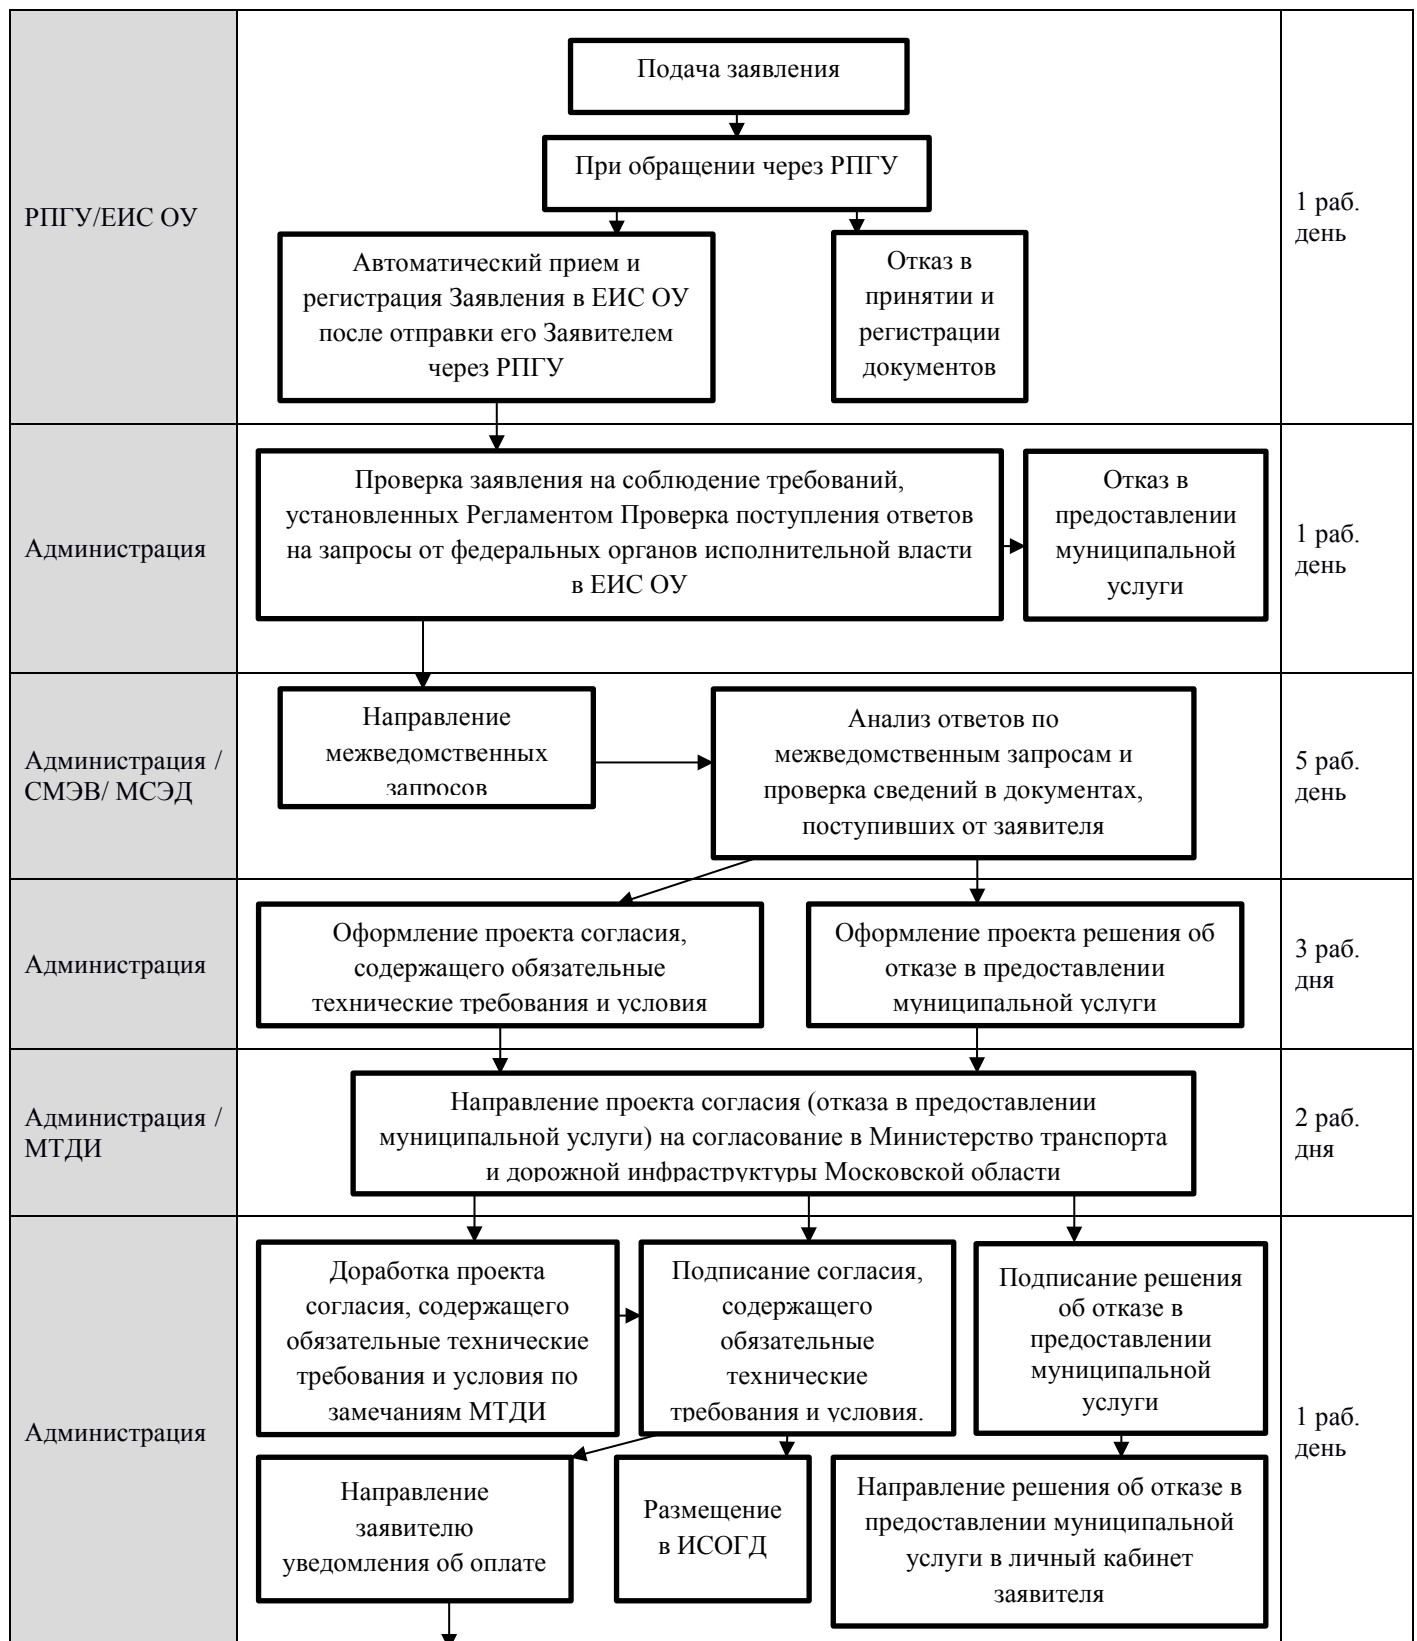 Подача заявления
При обращении через РПГУ
РПГУ/ЕИС ОУ
Автоматический прием и
регистрация Заявления в ЕИС ОУ
после отправки его Заявителем
через РПГУ
Отказ в
принятии и
регистрации
документов
1 раб.
день
Администрация
Проверка заявления на соблюдение требований,
установленных Регламентом Проверка поступления ответов
на запросы от федеральных органов исполнительной власти
в ЕИС ОУ
Отказ в
предоставлении
муниципальной
услуги
1 раб.
день
Администрация /
СМЭВ/ МСЭД
Направление
межведомственных
запросов
Анализ ответов по
межведомственным запросам и
проверка сведений в документах,
поступивших от заявителя
5 раб.
день
Администрация
Оформление проекта согласия,
содержащего обязательные
технические требования и условия
Оформление проекта решения об
отказе в предоставлении
муниципальной услуги
3 раб.
дня
Администрация /
МТДИ
Направление проекта согласия (отказа в предоставлении
муниципальной услуги) на согласование в Министерство транспорта
и дорожной инфраструктуры Московской области
2 раб.
дня
Администрация
Доработка проекта
согласия, содержащего
обязательные технические
требования и условия по
замечаниям МТДИ
Подписание согласия,
содержащего
обязательные
технические
требования и условия.
Подписание решения
об отказе в
предоставлении
муниципальной
услуги
1 раб.
день
Направление
заявителю
уведомления об оплате
Размещение
в ИСОГД
Направление решения об отказе в
предоставлении муниципальной
услуги в личный кабинет
заявителя